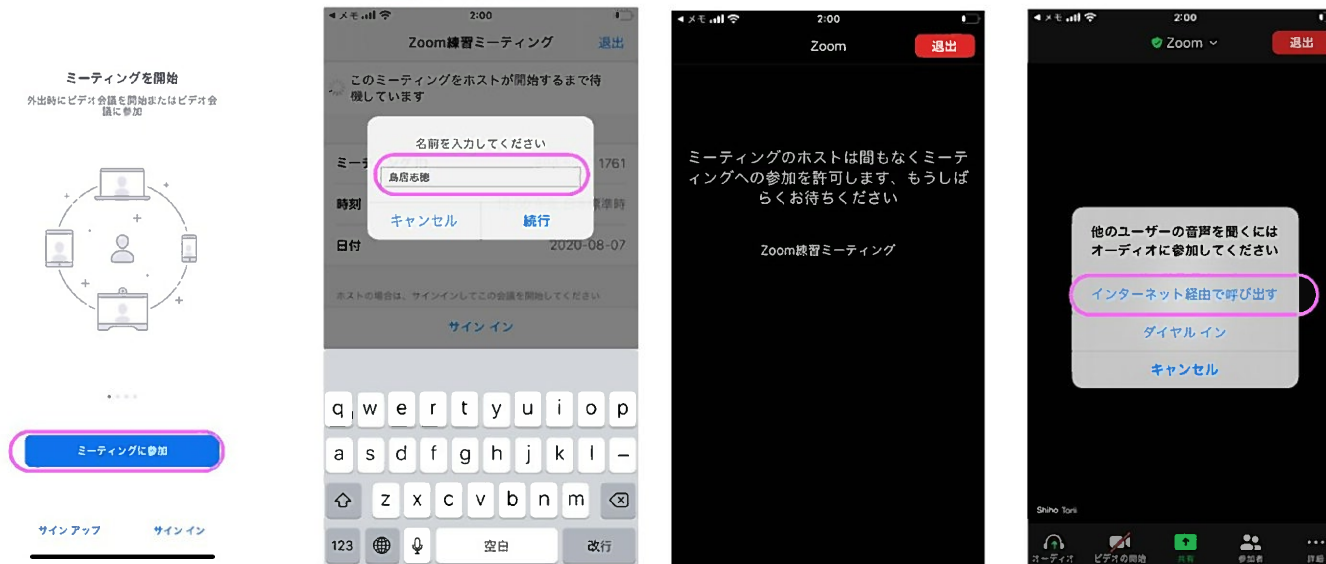 ミーティングを開始
外出時にビデオ会議を開始またはビデオ会
議に参加
ミーティングに参加
サインアップ
サインイン
メモ
2:00
Zoom練習ミーティング
退出
このミーティングをホストが開始するまで待
機しています
名前を入力してください
ミーテ
1761
鳥居志穂
時刻
準時
キャンセル
続行
日付
2020-08-07
ホストの場合は、サインインしてこの会議を開始してください
サイン イン
q w e r t y u i o p
a s d f g h j k l ー
z x c v b n m
123
空白
改行
メモ
2:00
Zoom
退出
ミーティングのホストは間もなくミーテ
ィングへの参加を許可します、もうしば
らくお待ちください
Zoom練習ミーティング
メモ
2:00
Zoom
退出
他のユーザーの音声を聞くには
オーディオに参加してください
インターネット経由で呼び出す
ダイヤル イン
キャンセル
Shiho Torii
オーディオ
ビデオの開始
共有
参加者
詳細